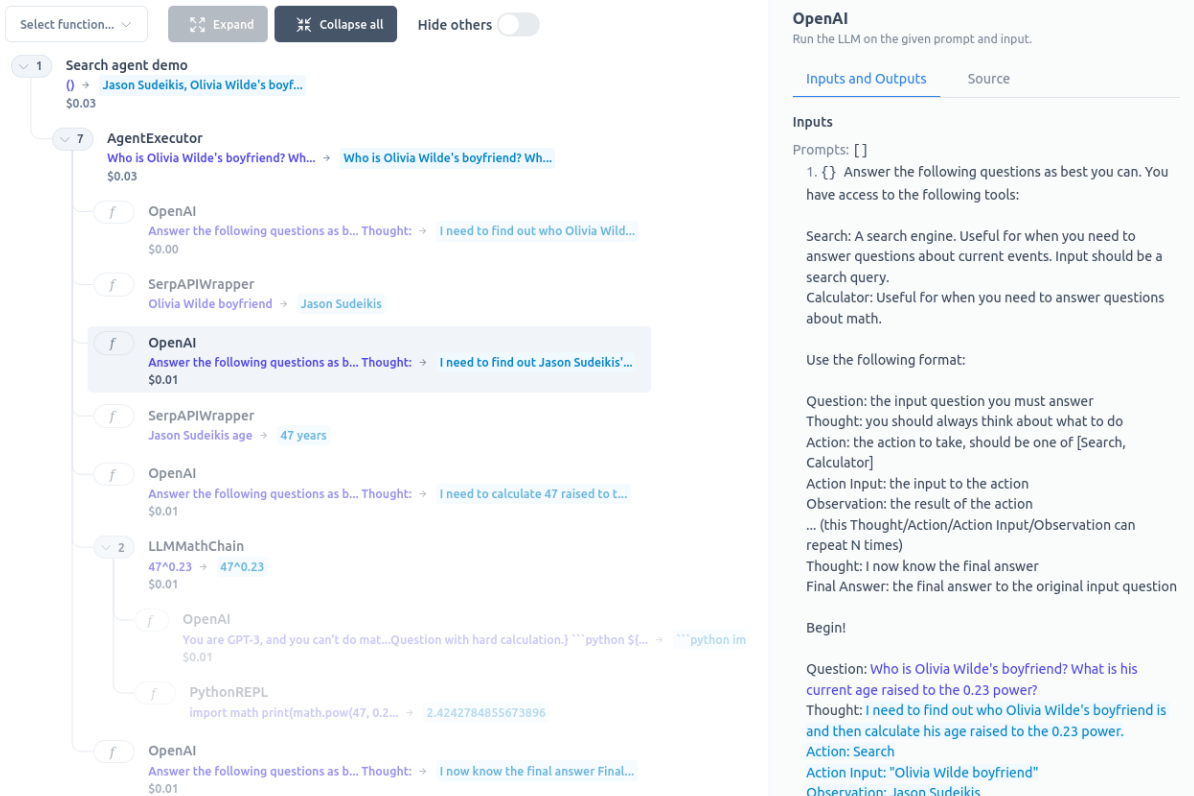 Select function...
Expand
Collapse all
Hide others
1 Search agent demo
() → Jason Sudeikis, Olivia Wilde's boyf...
$0.03
7 AgentExecutor
Who is Olivia Wilde's boyfriend? Wh... → Who is Olivia Wilde's boyfriend? Wh...
$0.03
f OpenAI
Answer the following questions as b... Thought: → I need to find out who Olivia Wild...
$0.00
f SerpAPIWrapper
Olivia Wilde boyfriend → Jason Sudeikis
f OpenAI
Answer the following questions as b... Thought: → I need to find out Jason Sudeikis'...
$0.01
f SerpAPIWrapper
Jason Sudeikis age → 47 years
f OpenAI
Answer the following questions as b... Thought: → I need to calculate 47 raised to t...
$0.01
2 LLMMathChain
47^0.23 → 47^0.23
$0.01
f OpenAI
You are GPT-3, and you can't do mat...Question with hard calculation.} ```python ${... → ```python im
$0.01
f PythonREPL
import math print(math.pow(47, 0.2... → 2.4242784855673896
f OpenAI
Answer the following questions as b... Thought: → I now know the final answer Final...
$0.01
OpenAI
Run the LLM on the given prompt and input.
Inputs and Outputs Source
Inputs
Prompts: []
1. {} Answer the following questions as best you can. You
have access to the following tools:
Search: A search engine. Useful for when you need to
answer questions about current events. Input should be a
search query.
Calculator: Useful for when you need to answer questions
about math.
Use the following format:
Question: the input question you must answer
Thought: you should always think about what to do
Action: the action to take, should be one of [Search,
Calculator]
Action Input: the input to the action
Observation: the result of the action
... (this Thought/Action/Action Input/Observation can
repeat N times)
Thought: I now know the final answer
Final Answer: the final answer to the original input question
Begin!
Question: Who is Olivia Wilde's boyfriend? What is his
current age raised to the 0.23 power?
Thought: I need to find out who Olivia Wilde's boyfriend is
and then calculate his age raised to the 0.23 power.
Action: Search
Action Input: "Olivia Wilde boyfriend"
Observation: Jason Sudeikis